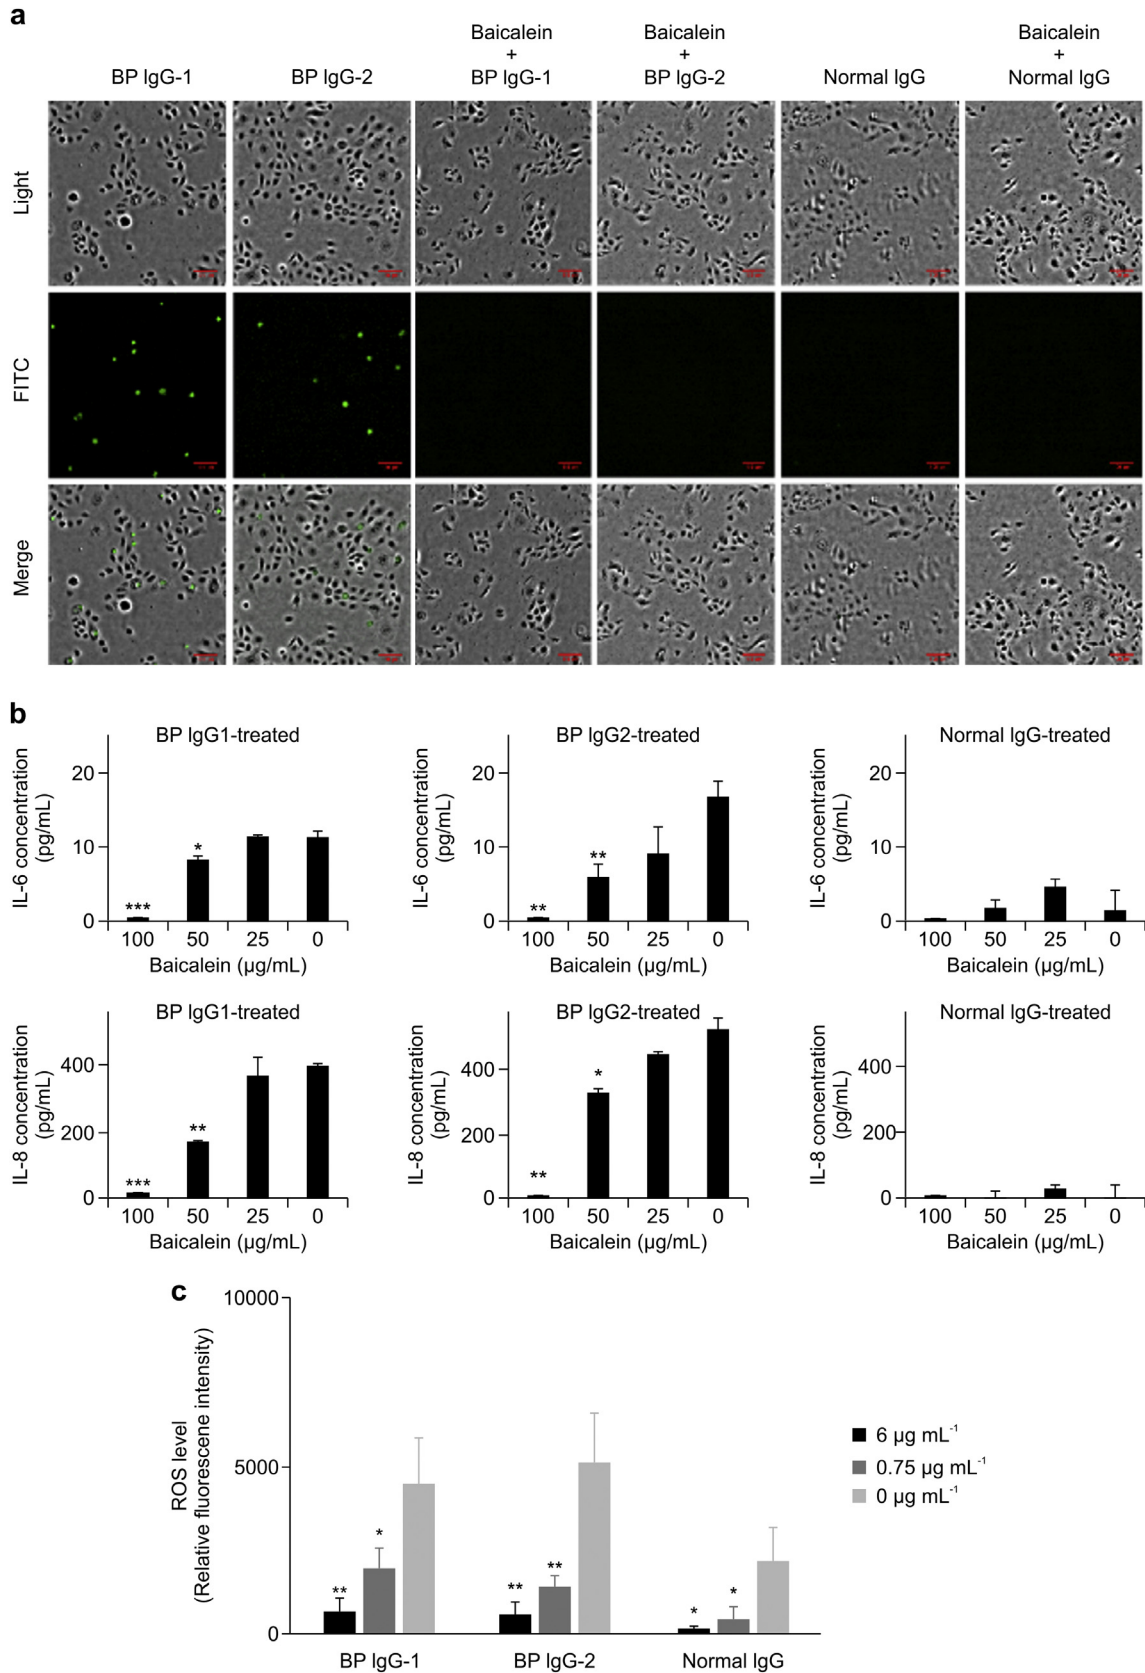 a
Baicalein
+
BP IgG-1
Baicalein
+
BP IgG-2
Baicalein
+
Normal IgG
BP IgG-1
BP IgG-2
Normal IgG
Light
FITC
Merge
b
BP IgG1-treated
IL-6 concentration
(pg/mL)
20
10
0
***
*
100 50 25 0
Baicalein (µg/mL)
BP IgG2-treated
IL-6 concentration
(pg/mL)
20
10
0
**
**
100 50 25 0
Baicalein (µg/mL)
Normal IgG-treated
IL-6 concentration
(pg/mL)
20
10
0
100 50 25 0
Baicalein (µg/mL)
BP IgG1-treated
IL-8 concentration
(pg/mL)
400
200
0
***
**
100 50 25 0
Baicalein (µg/mL)
BP IgG2-treated
IL-8 concentration
(pg/mL)
400
200
0
**
*
100 50 25 0
Baicalein (µg/mL)
Normal IgG-treated
IL-8 concentration
(pg/mL)
400
200
0
100 50 25 0
Baicalein (µg/mL)
c
ROS level
(Relative fluorescene intensity)
10000
5000
0
** *
** **
* *
BP IgG-1 BP IgG-2 Normal IgG
6 µg mL⁻¹
0.75 µg mL⁻¹
0 µg mL⁻¹